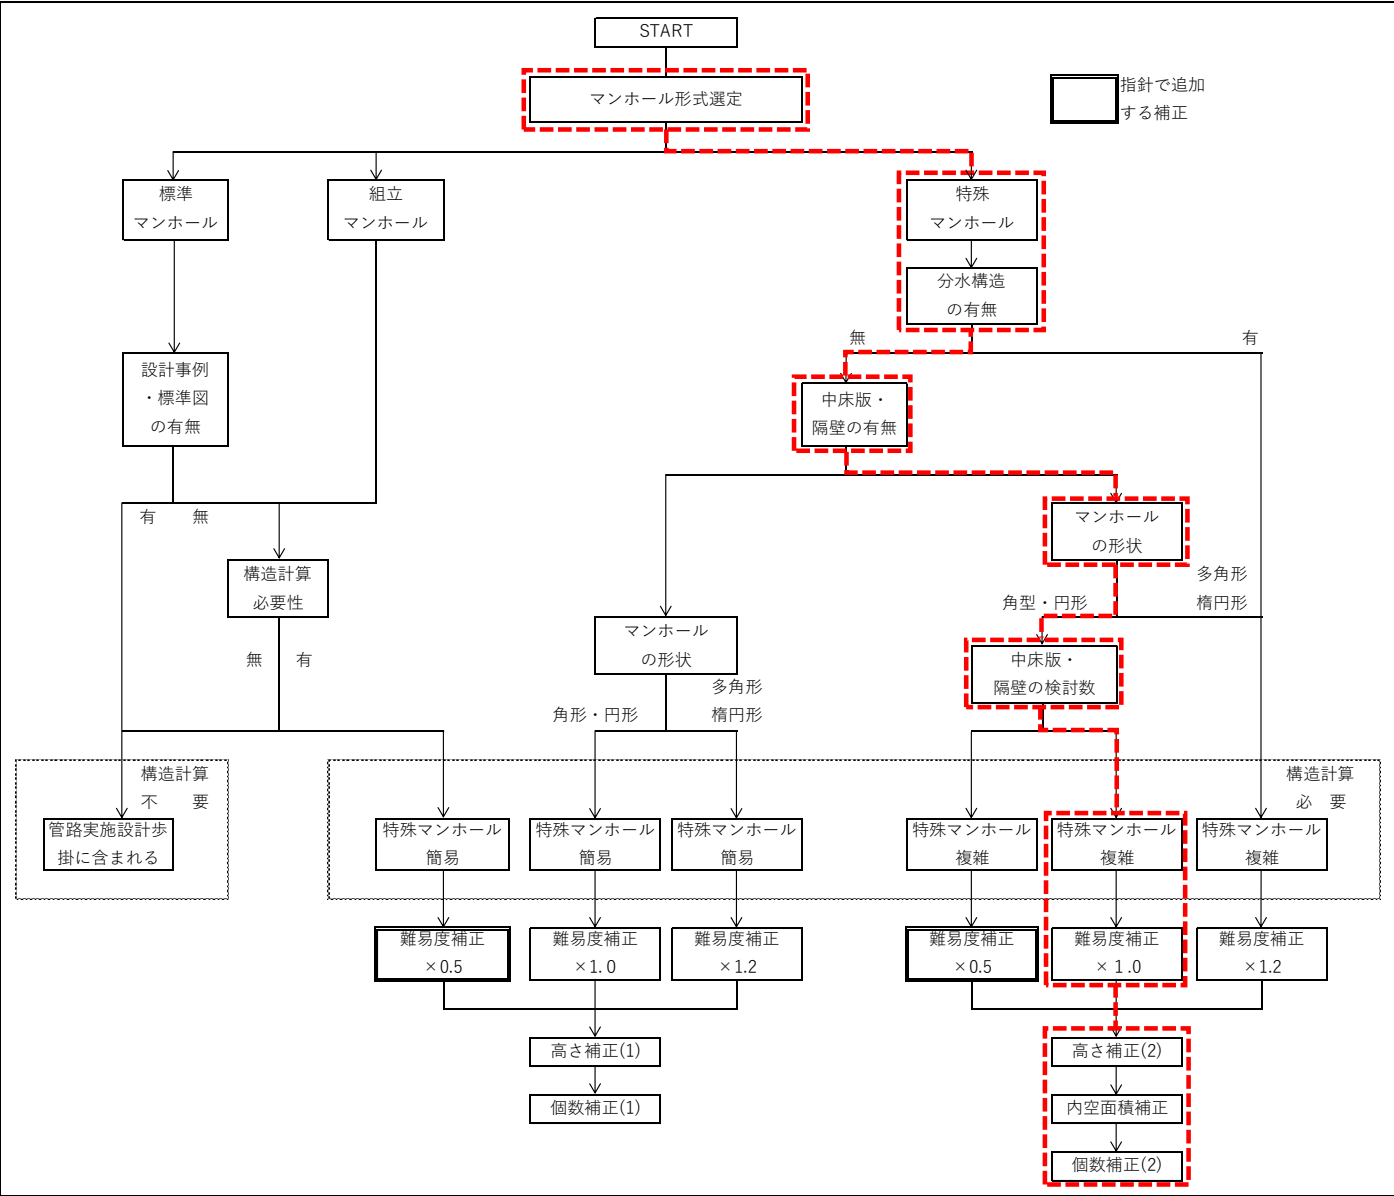 START
マンホール形式選定
指針で追加
する補正
標準
マンホール
組立
マンホール
特殊
マンホール
分水構造
の有無
無
有
設計事例
・標準図
の有無
中床版・
隔壁の有無
有
無
マンホール
の形状
構造計算
必要性
多角形
楕円形
角型・円形
マンホール
の形状
無
有
中床版・
隔壁の検討数
多角形
楕円形
角形・円形
構造計算
不　要
構造計算
必　要
管路実施設計歩
掛に含まれる
特殊マンホール
簡易
特殊マンホール
簡易
特殊マンホール
簡易
特殊マンホール
複雑
特殊マンホール
複雑
特殊マンホール
複雑
難易度補正
×0.5
難易度補正
×1.0
難易度補正
×1.2
難易度補正
×0.5
難易度補正
×１.0
難易度補正
×1.2
高さ補正(1)
高さ補正(2)
個数補正(1)
内空面積補正
個数補正(2)